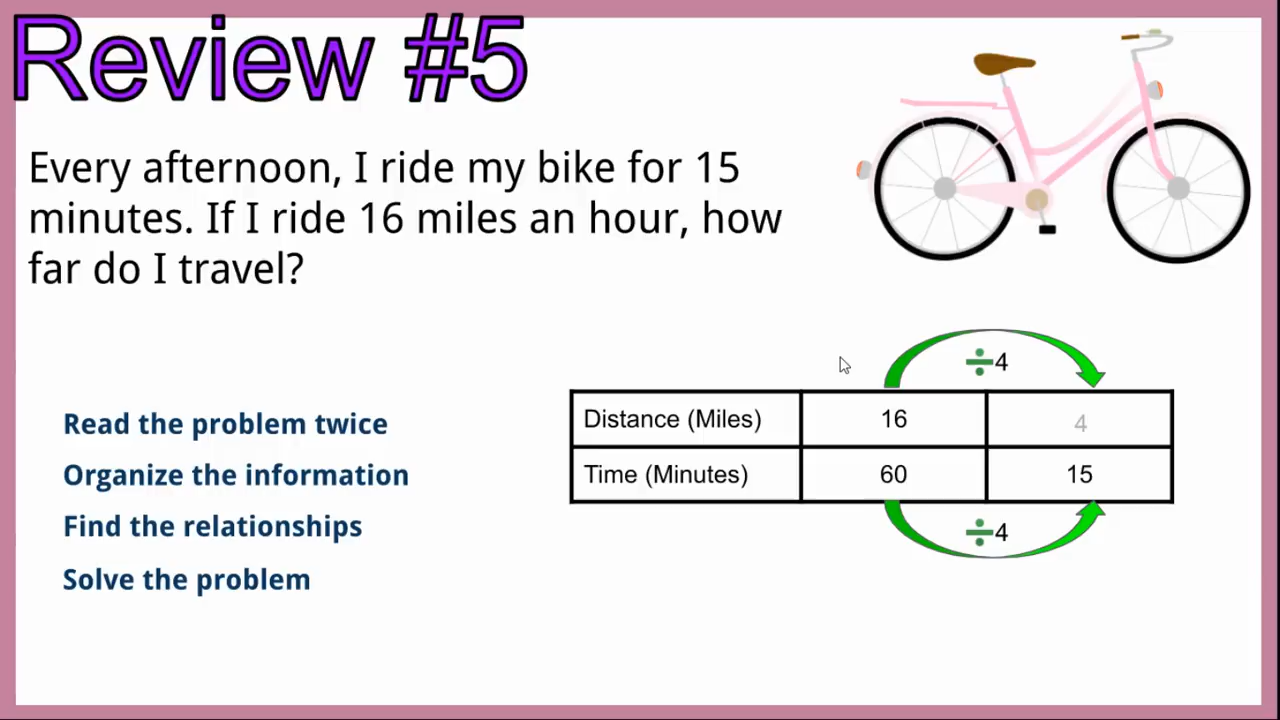 Review #5
Every afternoon, I ride my bike for 15
minutes. If I ride 16 miles an hour, how
far do I travel?
Read the problem twice
Organize the information
Find the relationships
Solve the problem
÷4
Distance (Miles) 16 4
Time (Minutes) 60 15
÷4